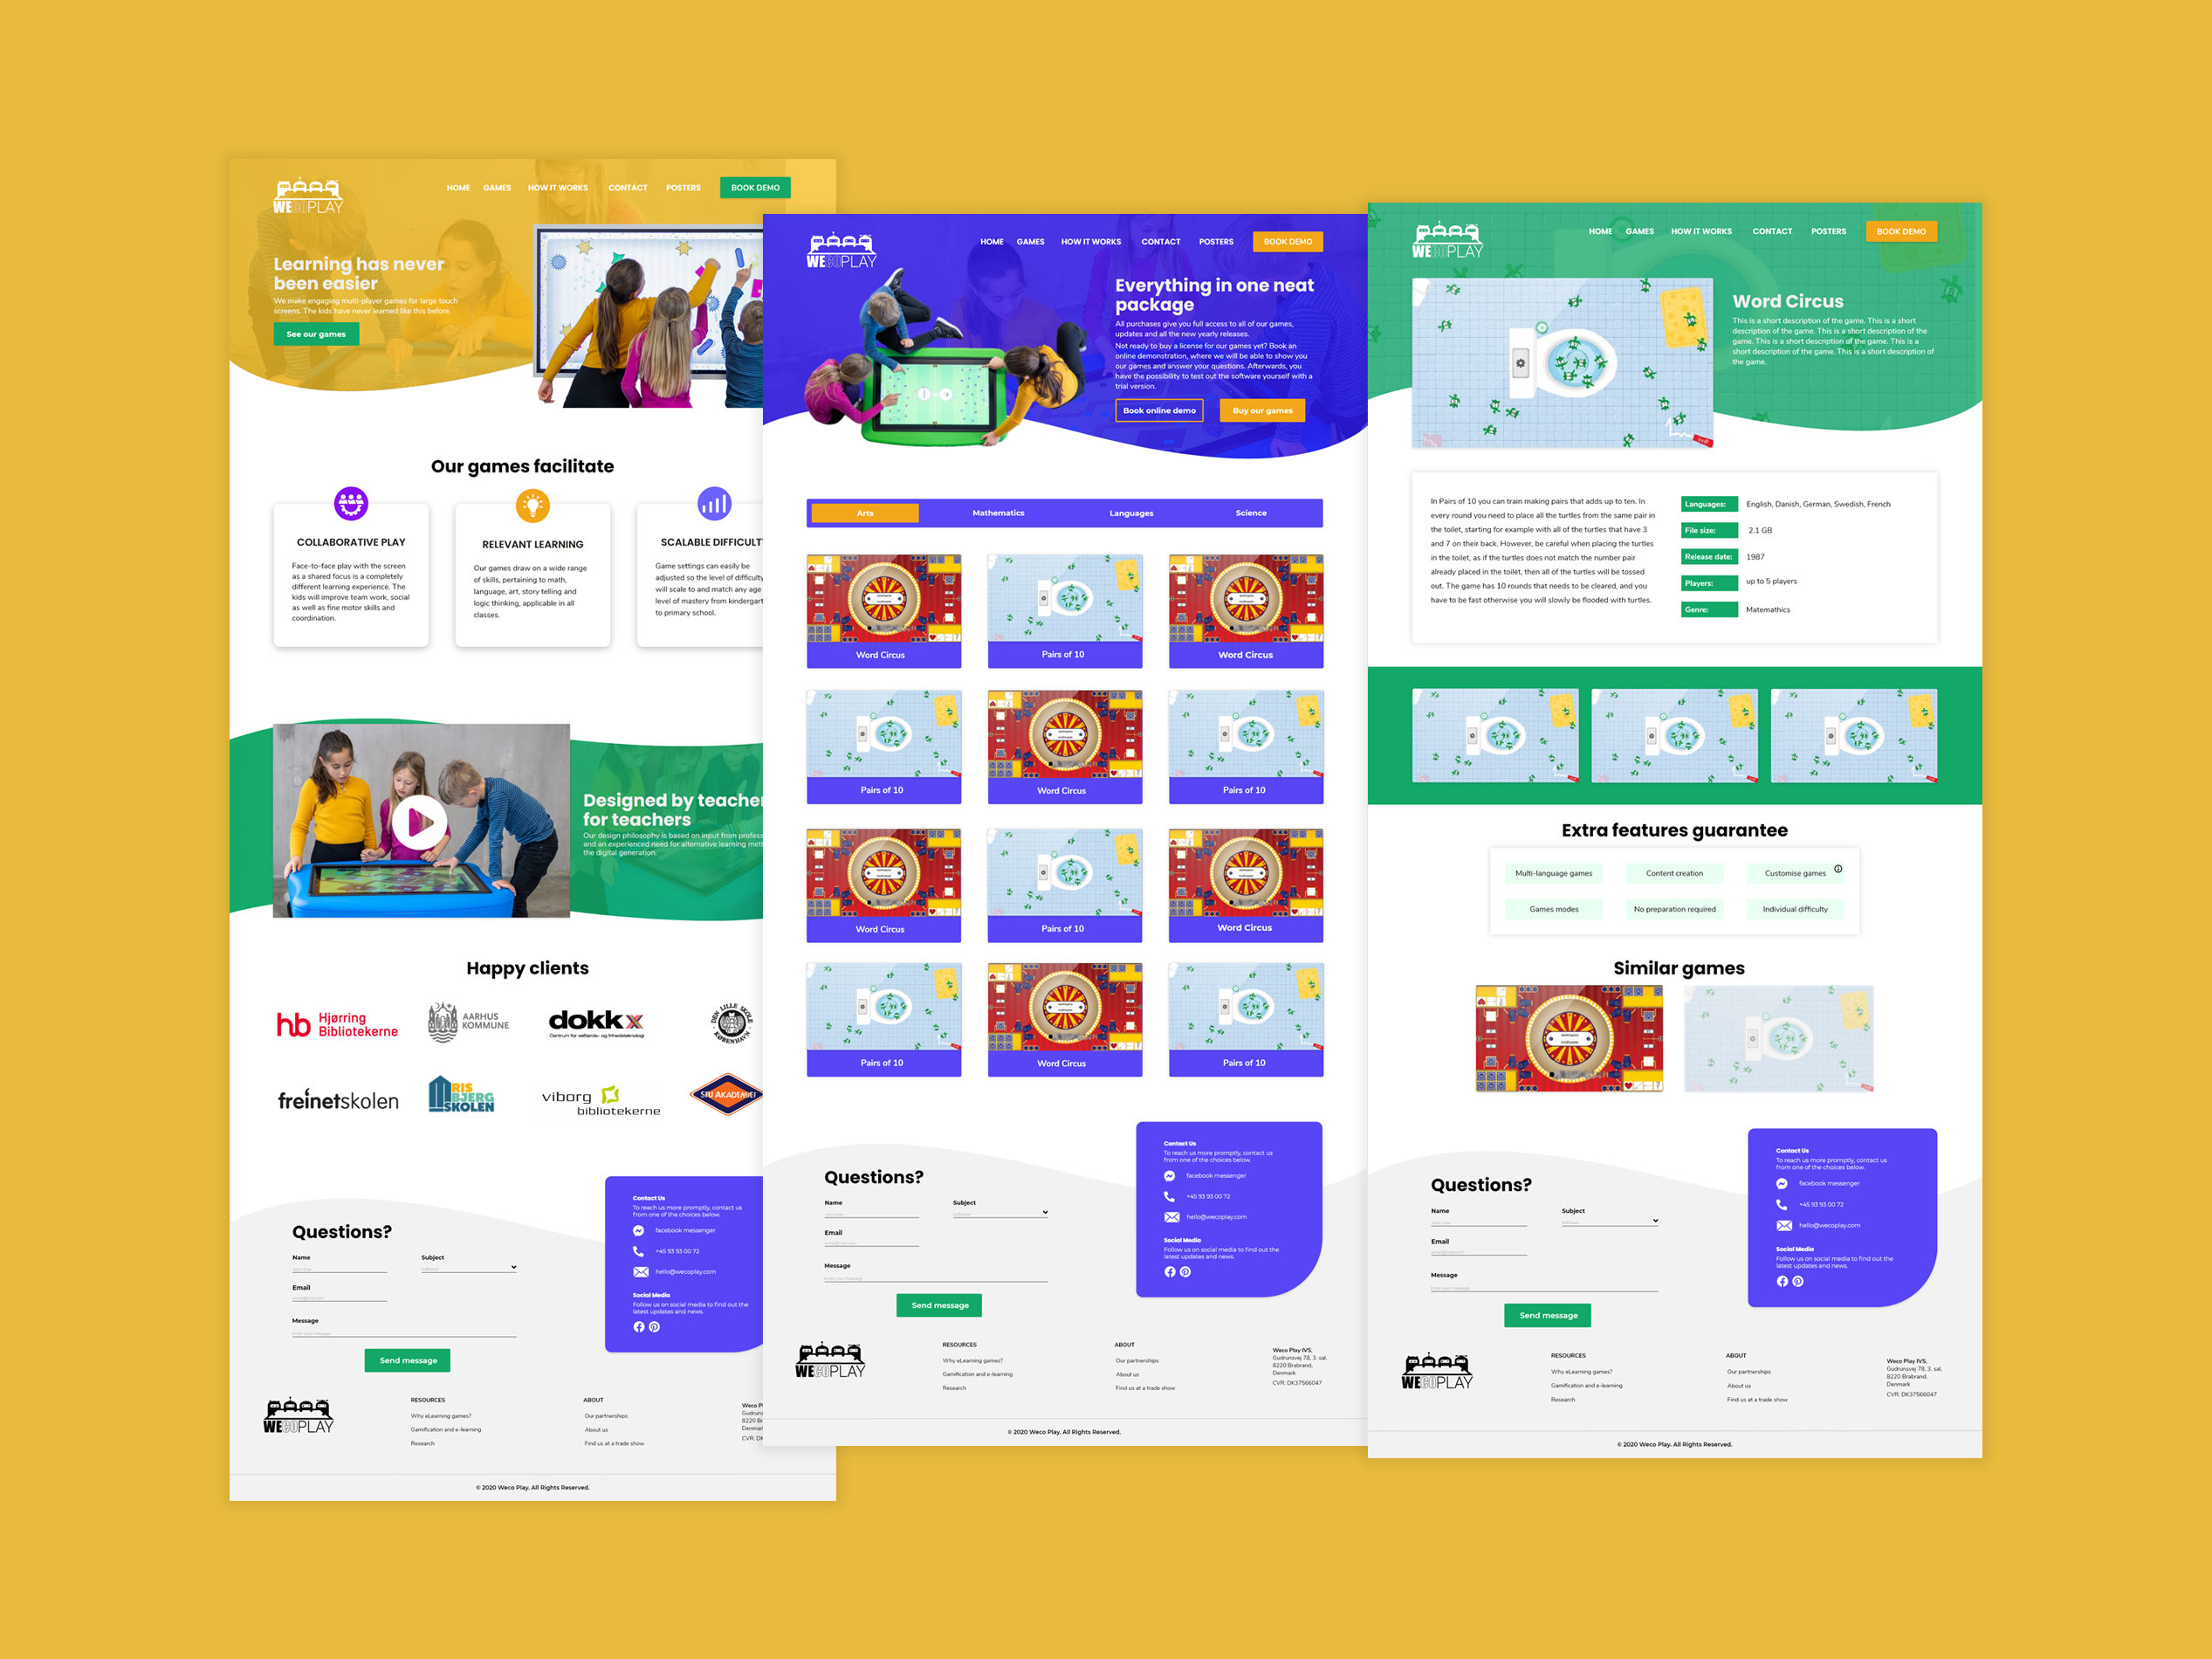 WECOPLAY
HOME GAMES HOW IT WORKS CONTACT POSTERS BOOK DEMO
Learning has never
been easier
We make engaging multi-player games for large touch
screens. The kids have never learned like this before.
See our games
Our games facilitate
COLLABORATIVE PLAY
Face-to-face play with the screen
as a shared focus is a completely
different learning experience. The
kids will improve team work, social
as well as fine motor skills and
coordination.
RELEVANT LEARNING
Our games draw on a wide range
of skills, pertaining to math,
language, art, story telling and
logic thinking, applicable in all
classes.
SCALABLE DIFFICULT
Game settings can easily be
adjusted so the level of difficulty
will scale to and match any age
level of mastery from kindergart
to primary school.
Designed by teache
for teachers
Our design philosophy is based on input from profess
and an experienced need for alternative learning met
the digital generation.
Happy clients
hb Hjørring
Bibliotekerne
AARHUS
KOMMUNE
dokkx
Centrum for velfærds- og frihedsteknologi
DEN LILLE SKOLE
KØBENHAVN
freinetskolen
RIS
BJERG
SKOLEN
viborg
bibliotekerne
SIU AKADEMIET
Questions?
Name Subject
Software
Email
Message
Enter your message
Send message
Contact Us
To reach us more promptly, contact us
from one of the choices below.
facebook messenger
+45 93 93 00 72
hello@wecoplay.com
Social Media
Follow us on social media to find out the
latest updates and news.
WECOPLAY
RESOURCES
Why eLearning games?
Gamification and e-learning
Research
ABOUT
Our partnerships
About us
Find us at a trade show
Weco P
Gudruns
8220 Br
Denmar
CVR: DK
© 2020 Weco Play. All Rights Reserved.
WECOPLAY
HOME GAMES HOW IT WORKS CONTACT POSTERS BOOK DEMO
Everything in one neat
package
All purchases give you full access to all of our games,
updates and all the new yearly releases.
Not ready to buy a license for our games yet? Book an
online demonstration, where we will be able to show you
our games and answer your questions. Afterwards, you
have the possibility to test out the software yourself with a
trial version.
Book online demo Buy our games
Arts Mathematics Languages Science
Word Circus Pairs of 10 Word Circus
Pairs of 10 Word Circus Pairs of 10
Word Circus Pairs of 10 Word Circus
Pairs of 10 Word Circus Pairs of 10
Questions?
Name Subject
Software
Email
Message
Enter your message
Send message
Contact Us
To reach us more promptly, contact us
from one of the choices below.
facebook messenger
+45 93 93 00 72
hello@wecoplay.com
Social Media
Follow us on social media to find out the
latest updates and news.
WECOPLAY
RESOURCES
Why eLearning games?
Gamification and e-learning
Research
ABOUT
Our partnerships
About us
Find us at a trade show
Weco Play IVS.
Gudrunsvej 78, 3. sal,
8220 Brabrand,
Denmark
CVR: DK37566047
© 2020 Weco Play. All Rights Reserved.
WECOPLAY
HOME GAMES HOW IT WORKS CONTACT POSTERS BOOK DEMO
Word Circus
This is a short description of the game. This is a short
description of the game. This is a short description of the
game. This is a short description of the game. This is a
short description of the game. This is a short description of
the game.
In Pairs of 10 you can train making pairs that adds up to ten. In
every round you need to place all the turtles from the same pair in
the toilet, starting for example with all of the turtles that have 3
and 7 on their back. However, be careful when placing the turtles
in the toilet, as if the turtles does not match the number pair
already placed in the toilet, then all of the turtles will be tossed
out. The game has 10 rounds that needs to be cleared, and you
have to be fast otherwise you will slowly be flooded with turtles.
Languages: English, Danish, German, Swedish, French
File size: 2.1 GB
Release date: 1987
Players: up to 5 players
Genre: Matemathics
Extra features guarantee
Multi-language games Content creation Customise games
Games modes No preparation required Individual difficulty
Similar games
Questions?
Name Subject
Software
Email
Message
Enter your message
Send message
Contact Us
To reach us more promptly, contact us
from one of the choices below.
facebook messenger
+45 93 93 00 72
hello@wecoplay.com
Social Media
Follow us on social media to find out the
latest updates and news.
WECOPLAY
RESOURCES
Why eLearning games?
Gamification and e-learning
Research
ABOUT
Our partnerships
About us
Find us at a trade show
Weco Play IVS.
Gudrunsvej 78, 3. sal,
8220 Brabrand,
Denmark
CVR: DK37566047
© 2020 Weco Play. All Rights Reserved.